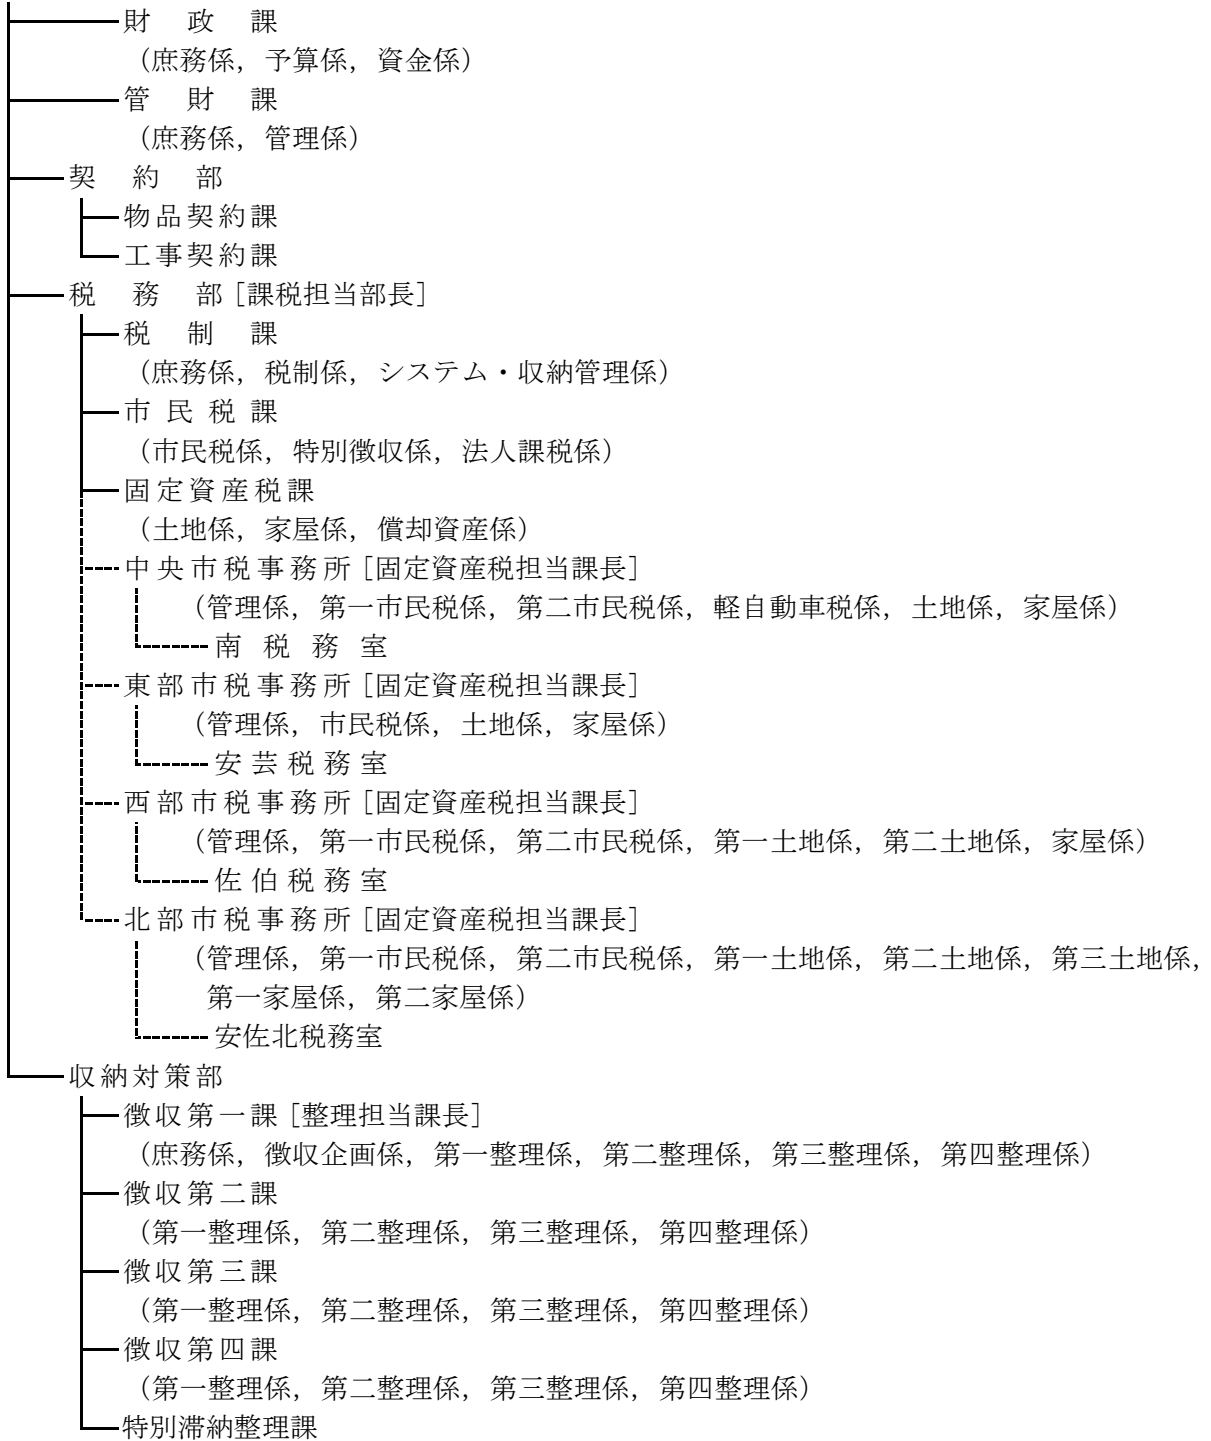 財政課
（庶務係，予算係，資金係）
管財課
（庶務係，管理係）
契約部
物品契約課
工事契約課
税務部［課税担当部長］
税制課
（庶務係，税制係，システム・収納管理係）
市民税課
（市民税係，特別徴収係，法人課税係）
固定資産税課
（土地係，家屋係，償却資産係）
中央市税事務所［固定資産税担当課長］
（管理係，第一市民税係，第二市民税係，軽自動車税係，土地係，家屋係）
南税務室
東部市税事務所［固定資産税担当課長］
（管理係，市民税係，土地係，家屋係）
安芸税務室
西部市税事務所［固定資産税担当課長］
（管理係，第一市民税係，第二市民税係，第一土地係，第二土地係，家屋係）
佐伯税務室
北部市税事務所［固定資産税担当課長］
（管理係，第一市民税係，第二市民税係，第一土地係，第二土地係，第三土地係，
第一家屋係，第二家屋係）
安佐北税務室
収納対策部
徴収第一課［整理担当課長］
（庶務係，徴収企画係，第一整理係，第二整理係，第三整理係，第四整理係）
徴収第二課
（第一整理係，第二整理係，第三整理係，第四整理係）
徴収第三課
（第一整理係，第二整理係，第三整理係，第四整理係）
徴収第四課
（第一整理係，第二整理係，第三整理係，第四整理係）
特別滞納整理課